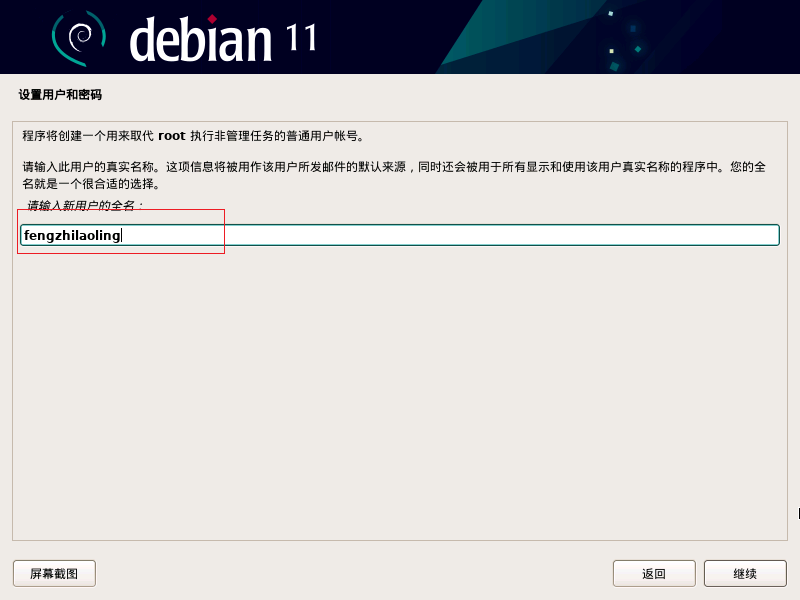 debian 11
设置用户和密码
程序将创建一个用来取代 root 执行非管理任务的普通用户帐号。
请输入此用户的真实名称。这项信息将被用作该用户所发邮件的默认来源，同时还会被用于所有显示和使用该用户真实名称的程序中。您的全
名就是一个很合适的选择。
请输入新用户的全名：
fengzhilaoling
屏幕截图
返回
继续